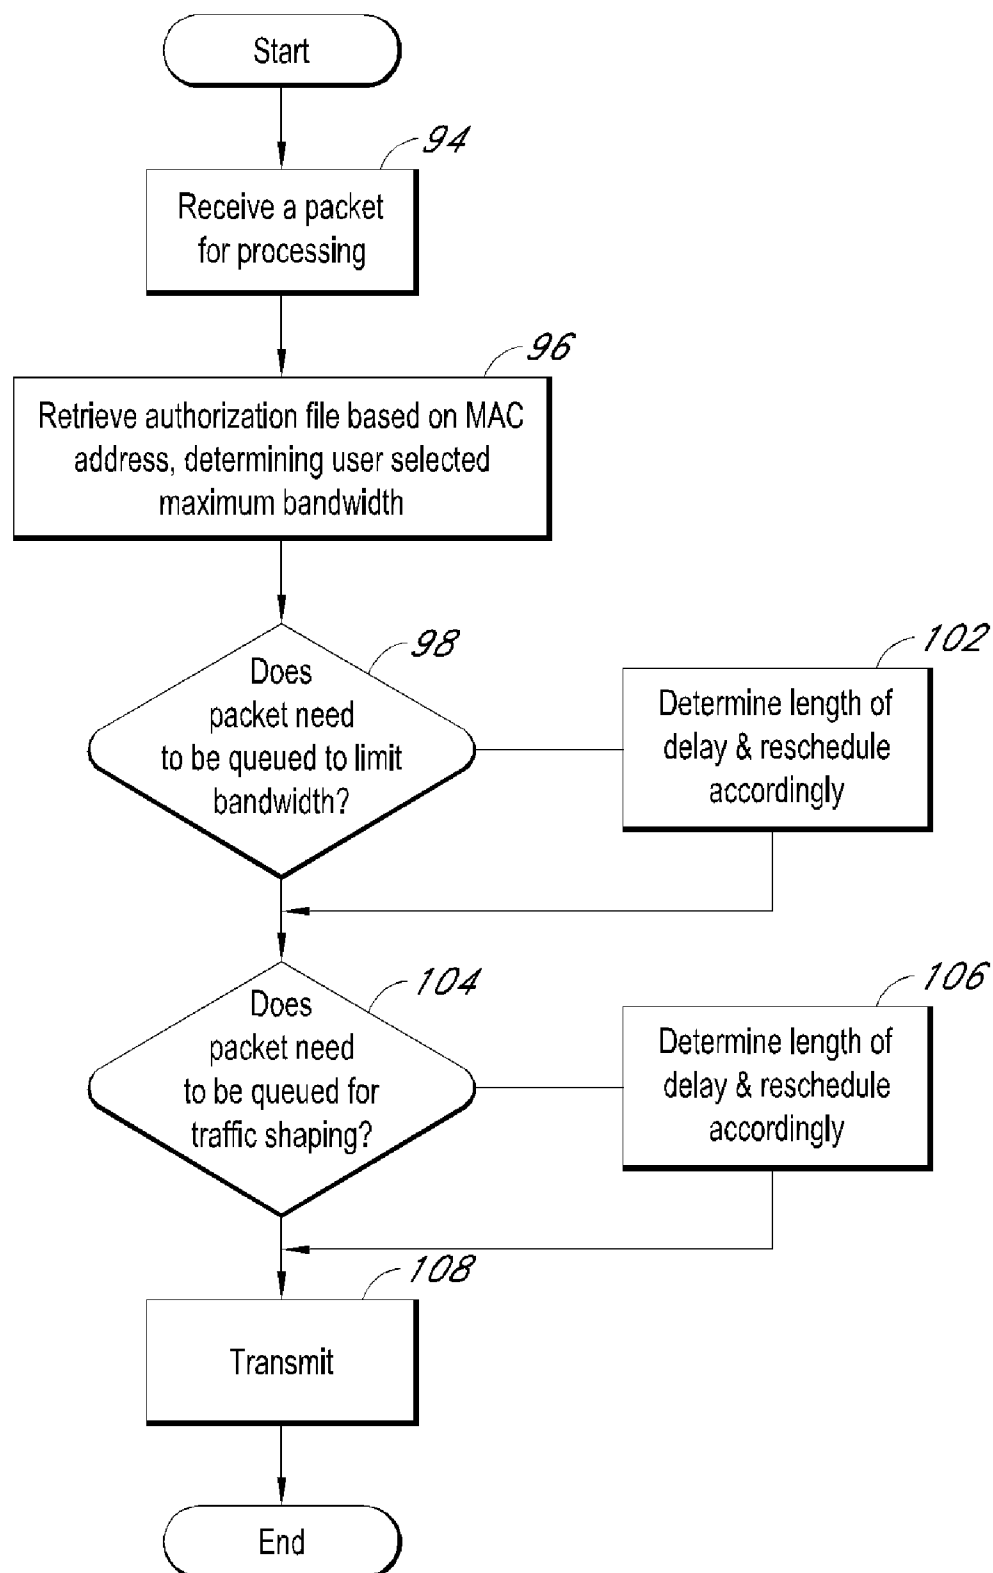 Start
94
Receive a packet
for processing
96
Retrieve authorization file based on MAC
address, determining user selected
maximum bandwidth
98
Does
packet need
to be queued to limit
bandwidth?
102
Determine length of
delay & reschedule
accordingly
104
Does
packet need
to be queued for
traffic shaping?
106
Determine length of
delay & reschedule
accordingly
108
Transmit
End